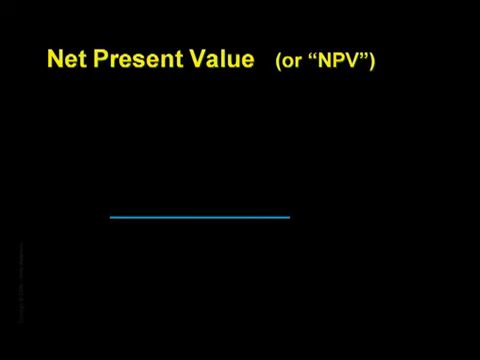 Net Present Value (or “NPV”)